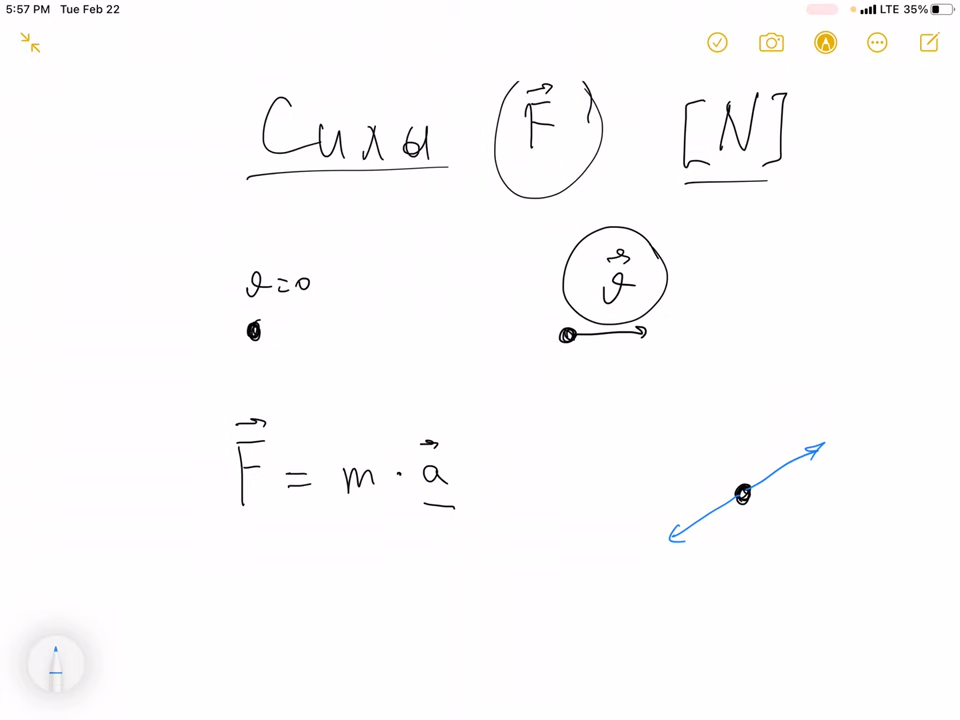 5:57 PM Tue Feb 22 LTE 35%
Сила (F⃗) [N]
ϑ=0 ϑ⃗
F⃗ = m · a⃗